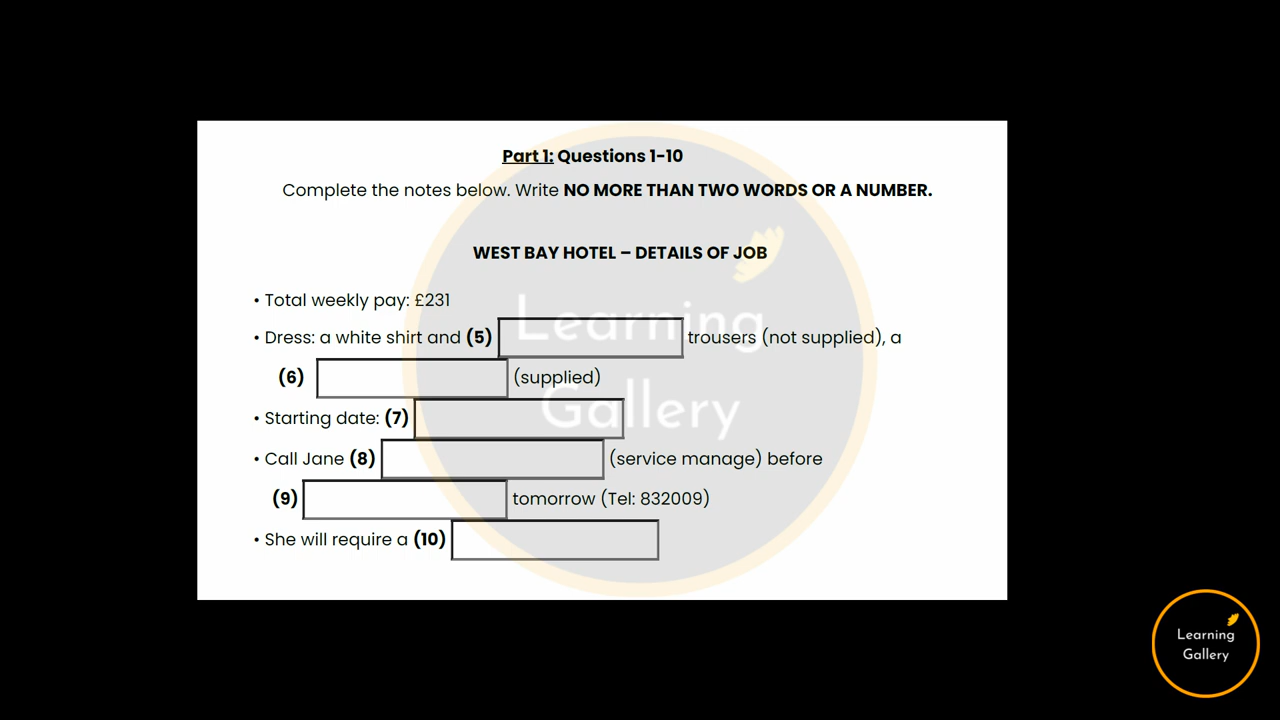 Part 1: Questions 1-10
Complete the notes below. Write NO MORE THAN TWO WORDS OR A NUMBER.
WEST BAY HOTEL – DETAILS OF JOB
• Total weekly pay: £231
• Dress: a white shirt and (5) trousers (not supplied), a
(6) (supplied)
• Starting date: (7)
• Call Jane (8) (service manage) before
(9) tomorrow (Tel: 832009)
• She will require a (10)
Learning
Gallery
Learning
Gallery